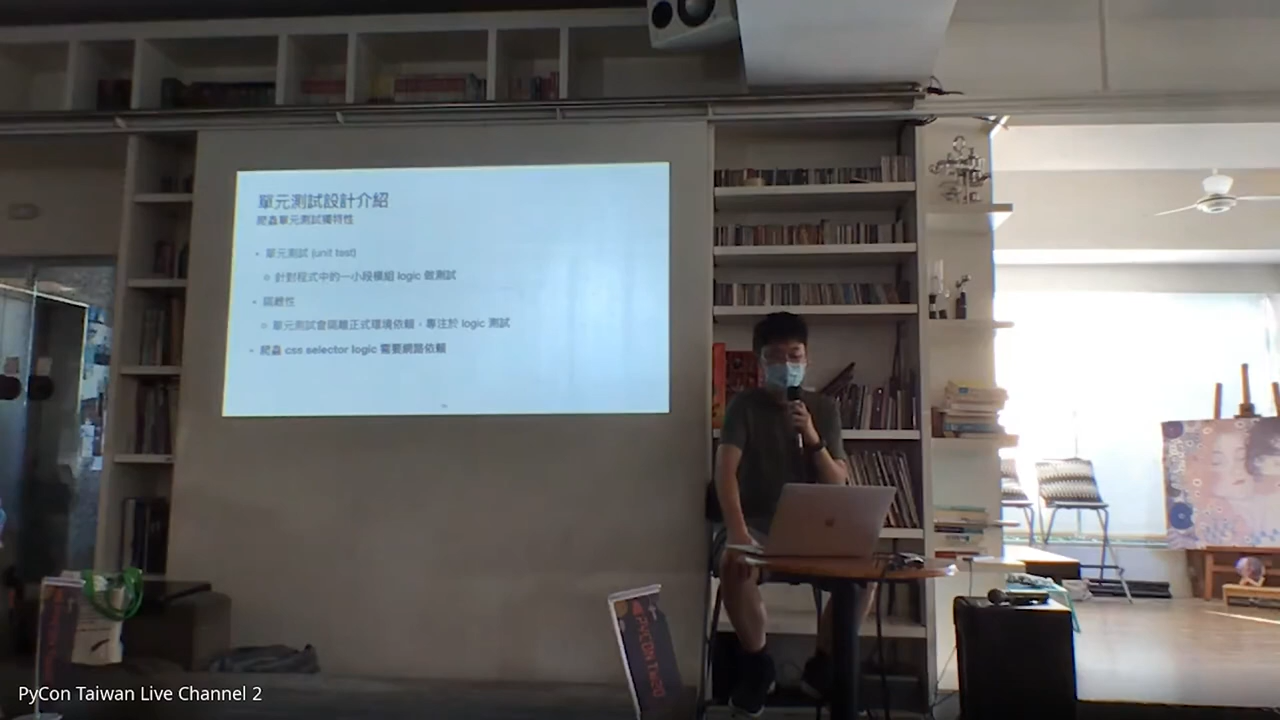 單元測試設計介紹
爬蟲單元測試獨特性
• 單元測試 (unit test)
○ 針對程式中的一小段模組 logic 做測試
• 隔離性
○ 單元測試會隔離正式環境依賴，專注於 logic 測試
• 爬蟲 css selector logic 需要網路依賴
PYCON TWDO
PyCon Taiwan Live Channel 2